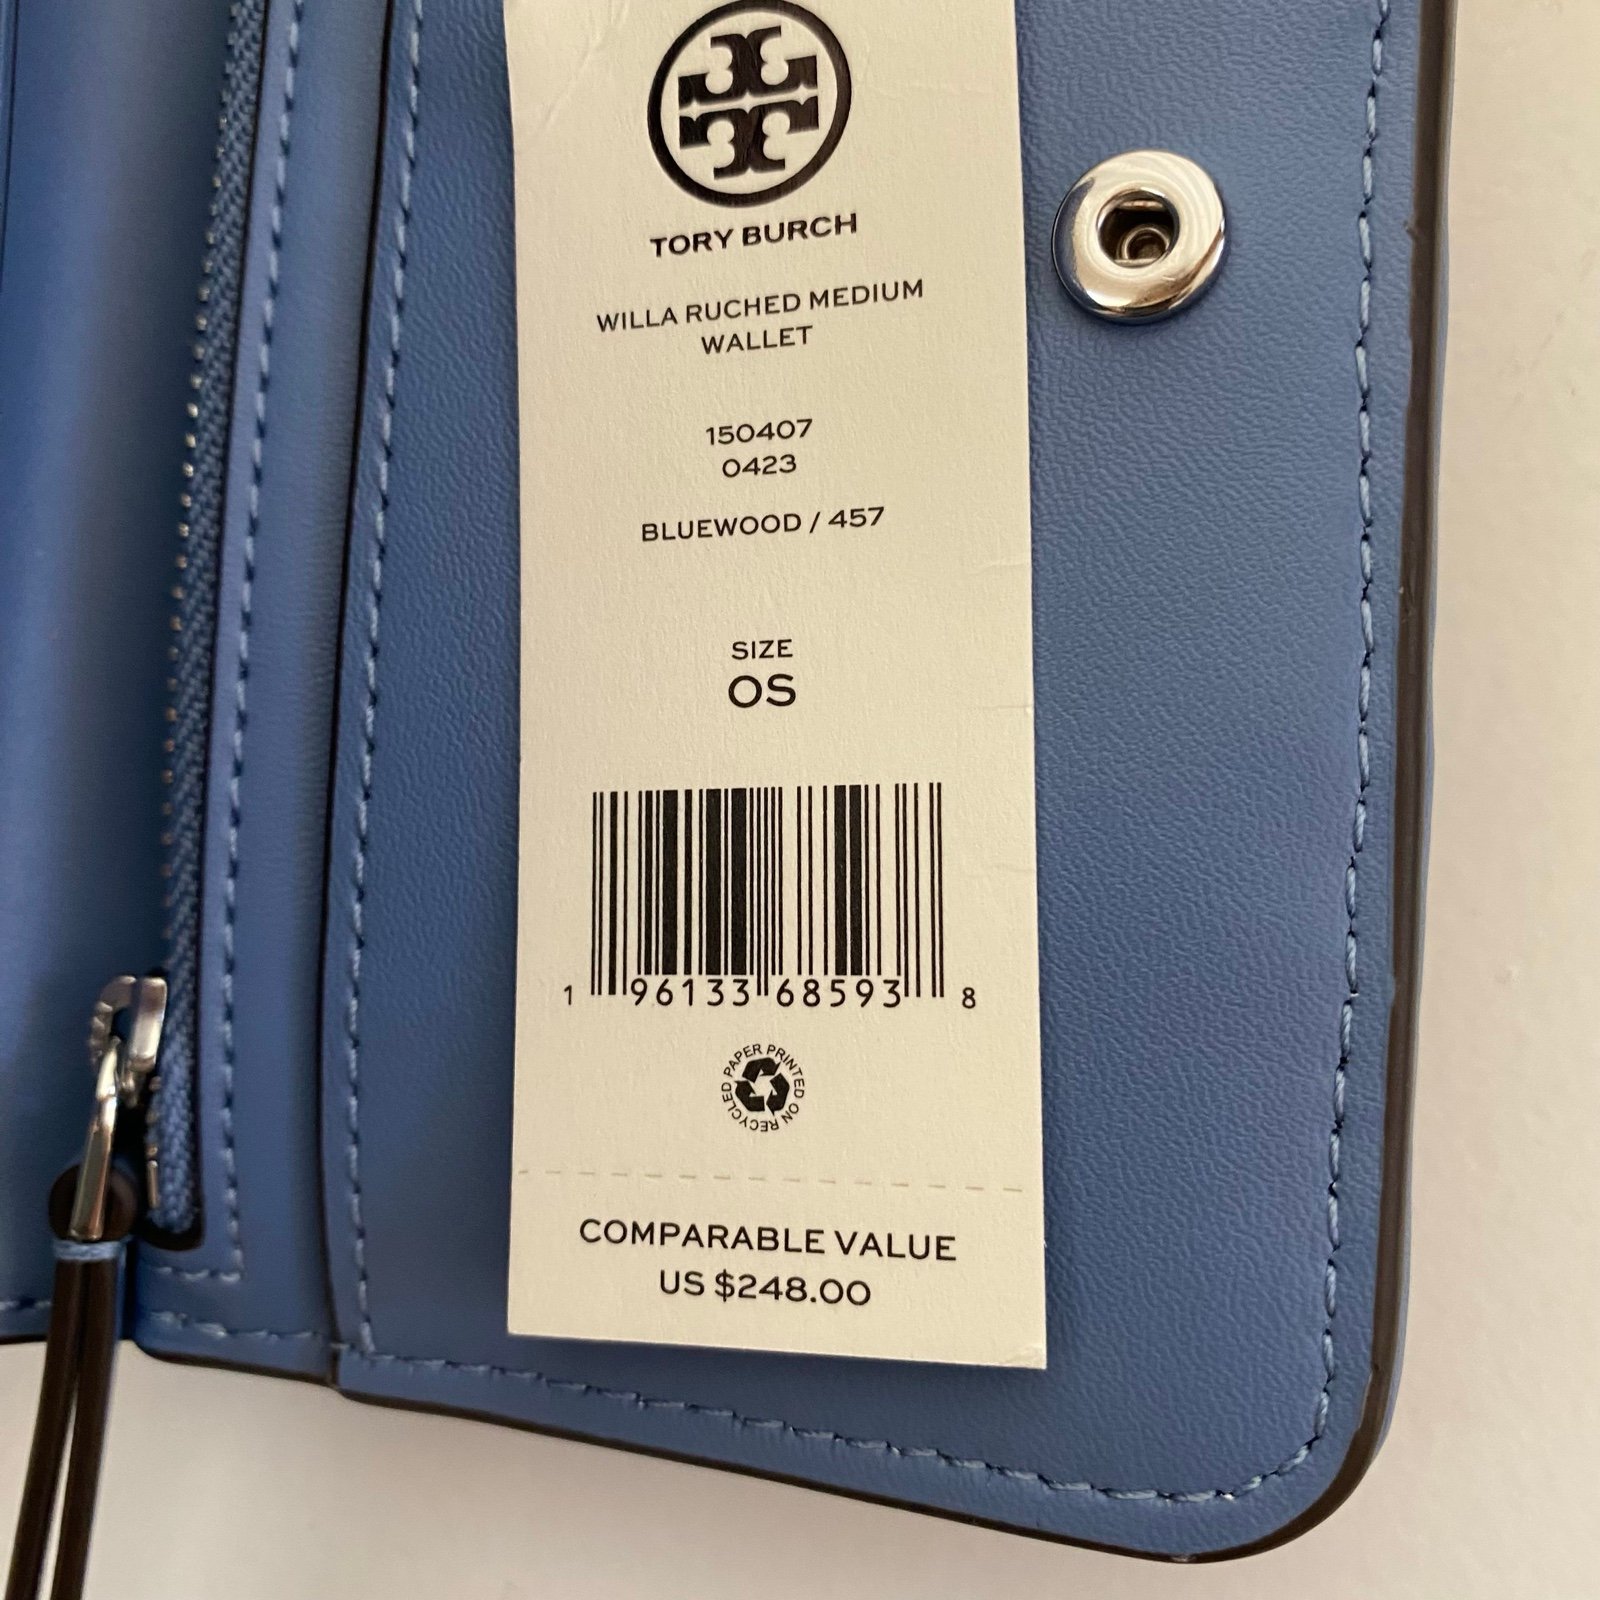 TORY BURCH
WILLA RUCHED MEDIUM
WALLET
150407
0423
BLUEWOOD / 457
SIZE
OS
1 96133 68593 8
RECYCLED PAPER PRINTED ON
COMPARABLE VALUE
US $248.00